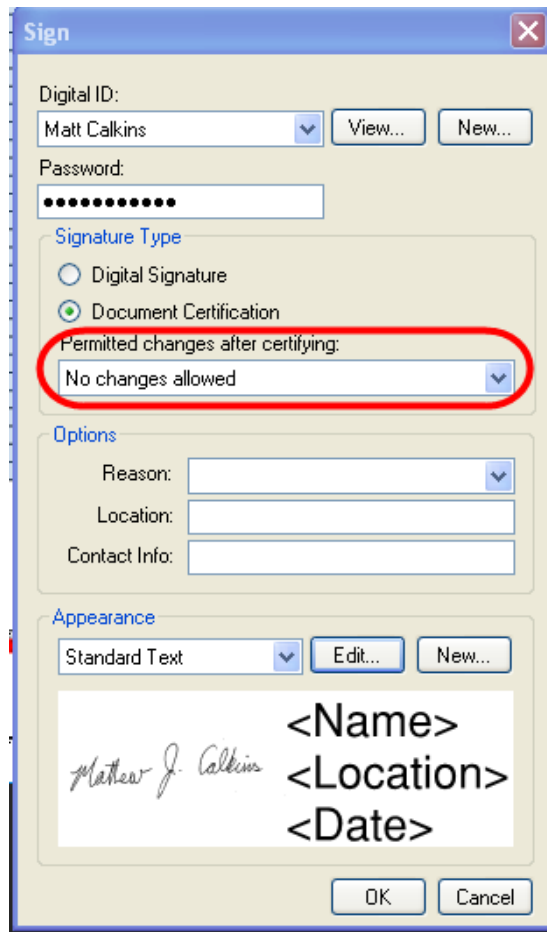 Sign
Digital ID:
Matt Calkins View... New...
Password:
•••••••••••
Signature Type
Digital Signature
Document Certification
Permitted changes after certifying:
No changes allowed
Options
Reason:
Location:
Contact Info:
Appearance
Standard Text Edit... New...
Mathew J. Calkins
<Name>
<Location>
<Date>
OK Cancel